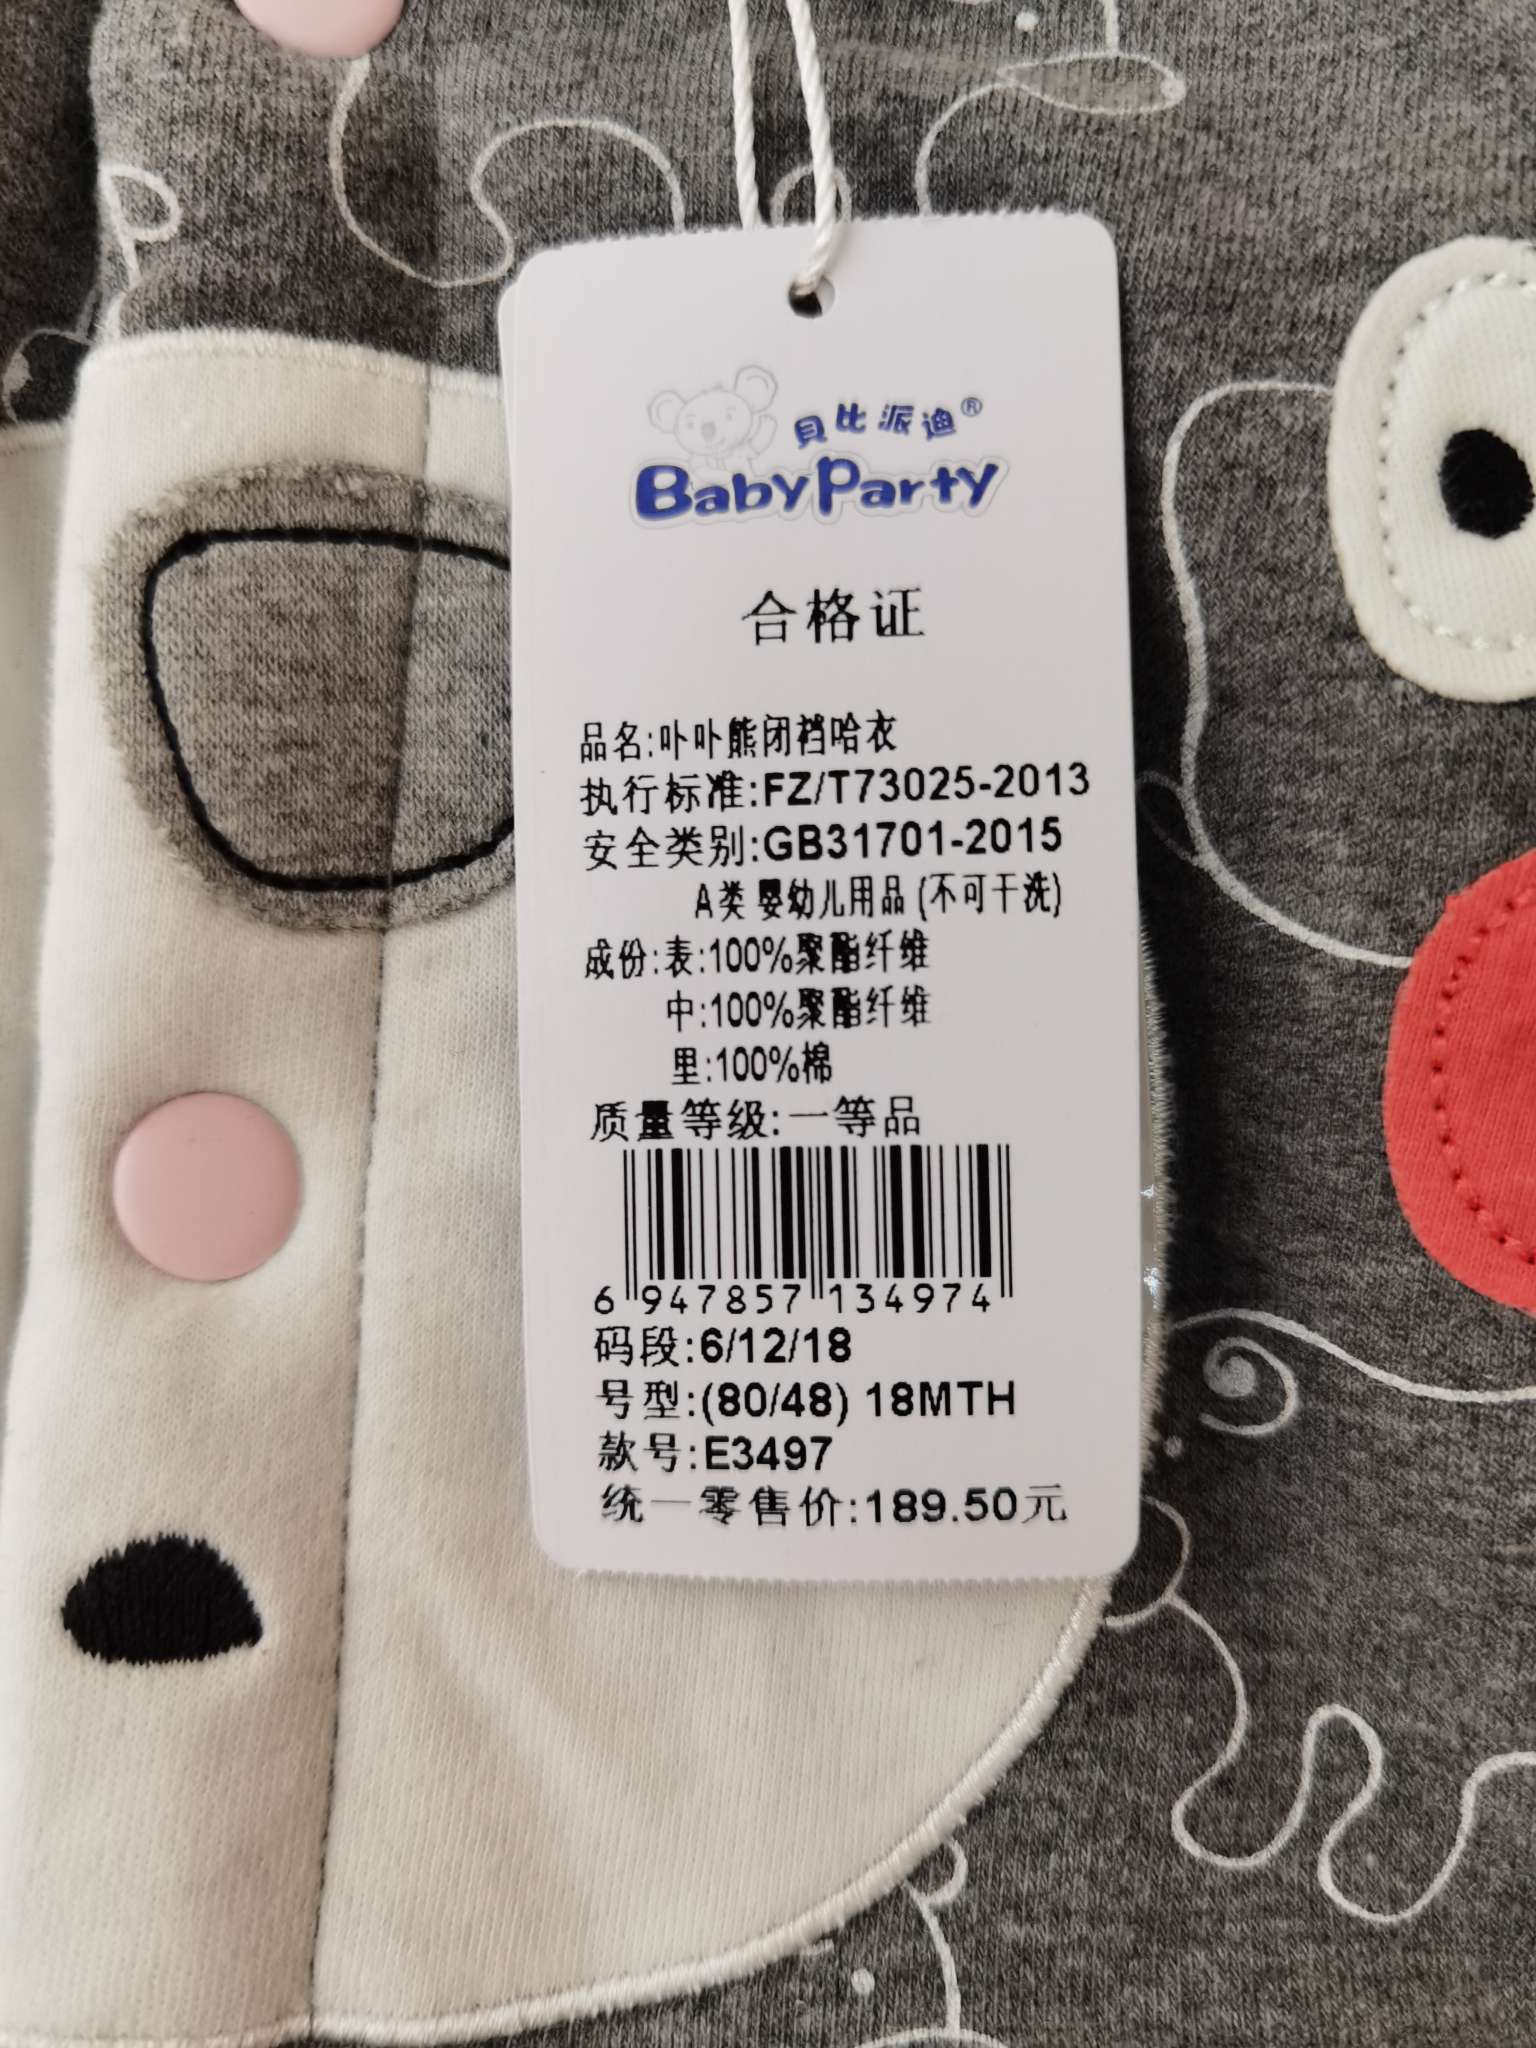 贝比派迪®
BabyParty
合格证
品名:卟卟熊闭裆哈衣
执行标准:FZ/T73025-2013
安全类别:GB31701-2015
A类 婴幼儿用品 (不可干洗)
成份:表:100%聚酯纤维
中:100%聚酯纤维
里:100%棉
质量等级:一等品
6 947857 134974
码段:6/12/18
号型:(80/48) 18MTH
款号:E3497
统一零售价:189.50元